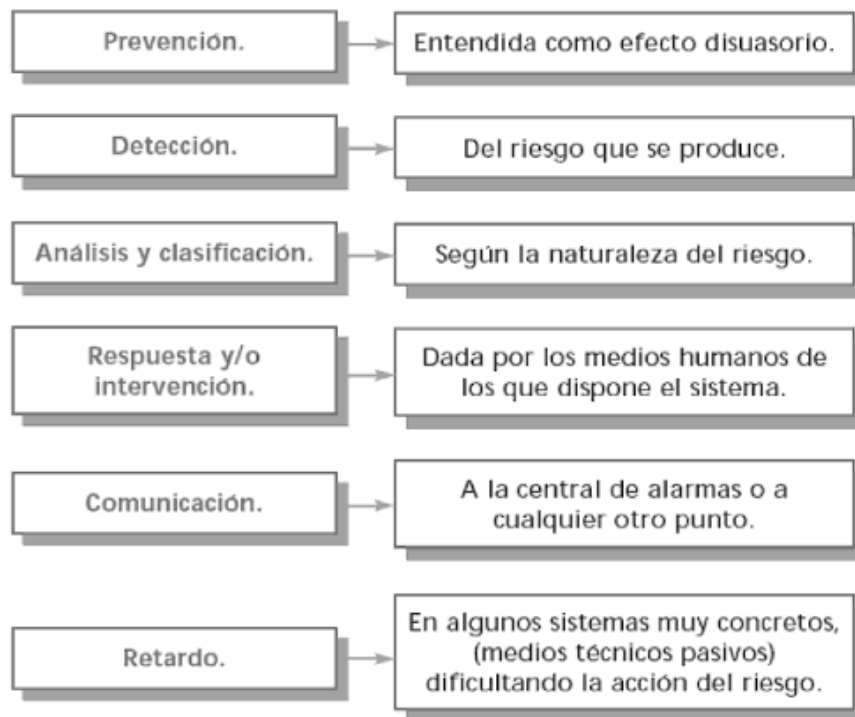 Prevención.
Entendida como efecto disuasorio.
Detección.
Del riesgo que se produce.
Análisis y clasificación.
Según la naturaleza del riesgo.
Respuesta y/o
intervención.
Dada por los medios humanos de
los que dispone el sistema.
Comunicación.
A la central de alarmas o a
cualquier otro punto.
Retardo.
En algunos sistemas muy concretos,
(medios técnicos pasivos)
dificultando la acción del riesgo.